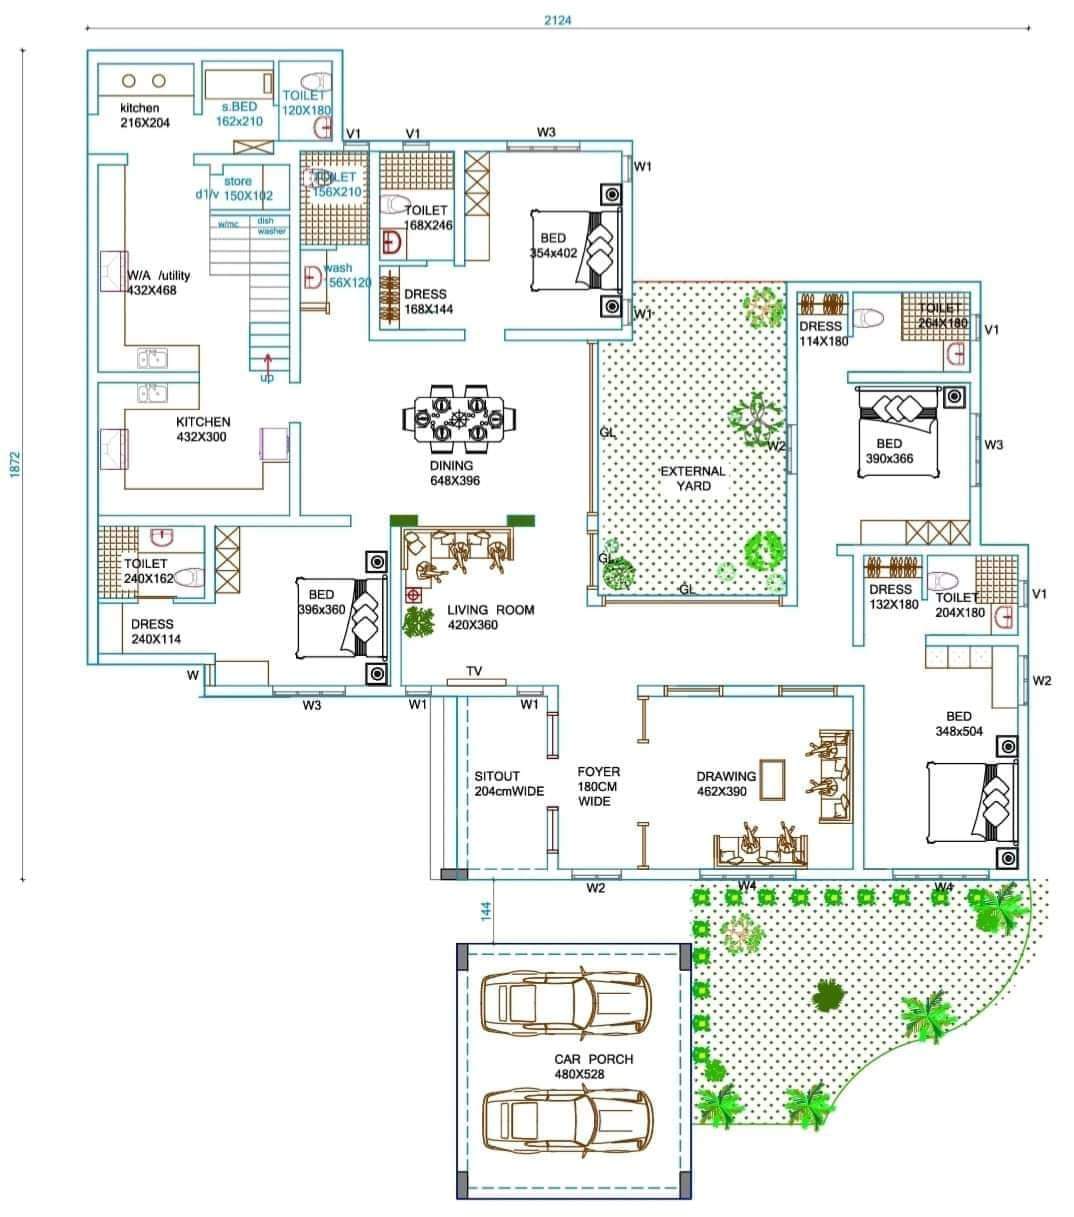 2124
1872
kitchen
216X204
s.BED
162x210
TOILET
120X180
V1
V1
W3
W1
store
d1/v 150X102
w/mc
dish
washer
TOILET
156X210
TOILET
168X246
BED
354x402
W/A /utility
432X468
wash
156X120
DRESS
168X144
W1
up
DRESS
114X180
TOILET
264X180
V1
KITCHEN
432X300
DINING
648X396
GL
EXTERNAL
YARD
W2
BED
390x366
W3
TOILET
240X162
GL
GL
DRESS
240X114
BED
396x360
LIVING ROOM
420X360
DRESS
132X180
TOILET
204X180
V1
W
W3
TV
W1
W1
W2
BED
348x504
SITOUT
204cmWIDE
FOYER
180CM
WIDE
DRAWING
462X390
W2
W4
W4
144
CAR PORCH
480X528